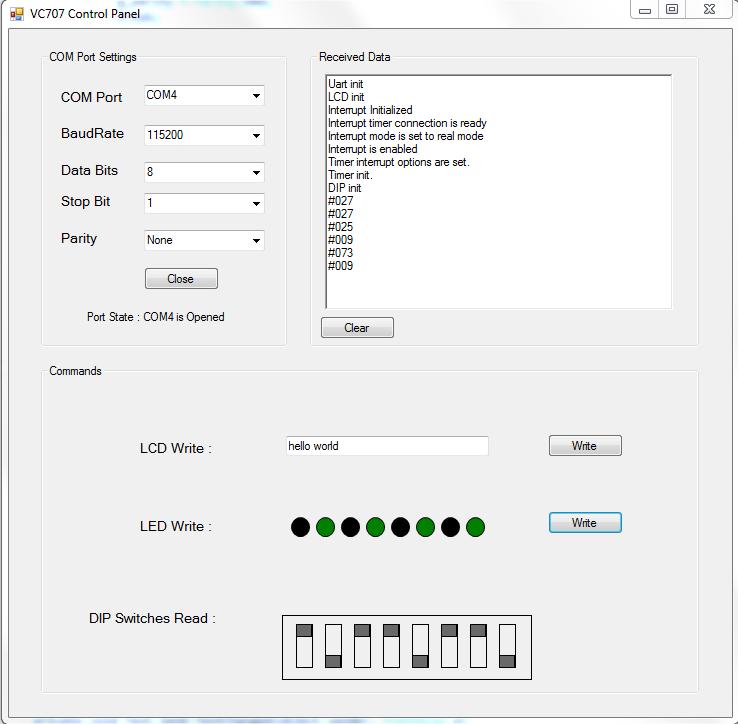 VC707 Control Panel
COM Port Settings
COM Port
COM4
BaudRate
115200
Data Bits
8
Stop Bit
1
Parity
None
Close
Port State : COM4 is Opened
Received Data
Uart init
LCD init
Interrupt Initialized
Interrupt timer connection is ready
Interrupt mode is set to real mode
Interrupt is enabled
Timer interrupt options are set.
Timer init.
DIP init
#027
#027
#025
#009
#073
#009
Clear
Commands
LCD Write :
hello world
Write
LED Write :
Write
DIP Switches Read :